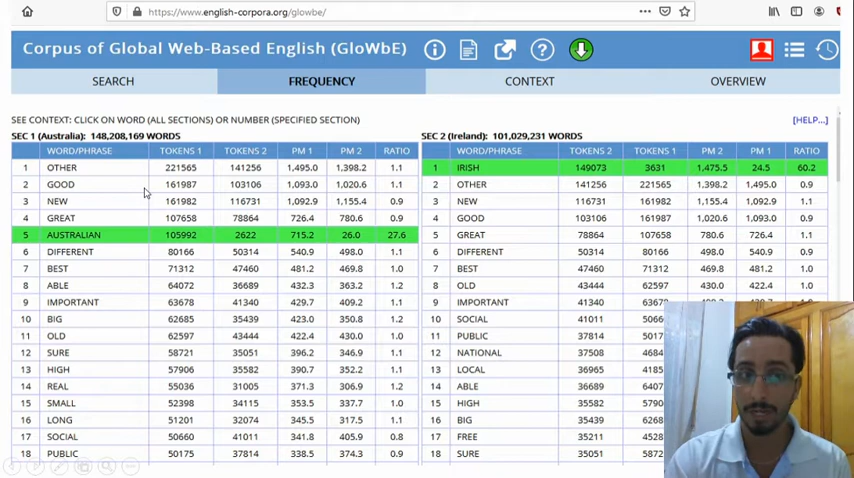 https://www.english-corpora.org/glowbe/
Corpus of Global Web-Based English (GloWbE)
SEARCH FREQUENCY CONTEXT OVERVIEW
SEE CONTEXT: CLICK ON WORD (ALL SECTIONS) OR NUMBER (SPECIFIED SECTION) [HELP...]
SEC 1 (Australia): 148,208,169 WORDS
WORD/PHRASE TOKENS 1 TOKENS 2 PM 1 PM 2 RATIO
1 OTHER 221565 141256 1,495.0 1,398.2 1.1
2 GOOD 161987 103106 1,093.0 1,020.6 1.1
3 NEW 161982 116731 1,092.9 1,155.4 0.9
4 GREAT 107658 78864 726.4 780.6 0.9
5 AUSTRALIAN 105992 2622 715.2 26.0 27.6
6 DIFFERENT 80166 50314 540.9 498.0 1.1
7 BEST 71312 47460 481.2 469.8 1.0
8 ABLE 64072 36689 432.3 363.2 1.2
9 IMPORTANT 63678 41340 429.7 409.2 1.1
10 BIG 62685 35439 423.0 350.8 1.2
11 OLD 62597 43444 422.4 430.0 1.0
12 SURE 58721 35051 396.2 346.9 1.1
13 HIGH 57906 35582 390.7 352.2 1.1
14 REAL 55036 31005 371.3 306.9 1.2
15 SMALL 52398 34115 353.5 337.7 1.0
16 LONG 51201 32074 345.5 317.5 1.1
17 SOCIAL 50660 41011 341.8 405.9 0.8
18 PUBLIC 50175 37814 338.5 374.3 0.9
SEC 2 (Ireland): 101,029,231 WORDS
WORD/PHRASE TOKENS 2 TOKENS 1 PM 2 PM 1 RATIO
1 IRISH 149073 3631 1,475.5 24.5 60.2
2 OTHER 141256 221565 1,398.2 1,495.0 0.9
3 NEW 116731 161982 1,155.4 1,092.9 1.1
4 GOOD 103106 161987 1,020.6 1,093.0 0.9
5 GREAT 78864 107658 780.6 726.4 1.1
6 DIFFERENT 50314 80166 498.0 540.9 0.9
7 BEST 47460 71312 469.8 481.2 1.0
8 OLD 43444 62597 430.0 422.4 1.0
9 IMPORTANT 41340 63678
10 SOCIAL 41011
11 PUBLIC 37814
12 NATIONAL 37508
13 LOCAL 36965
14 ABLE 36689
15 HIGH 35582
16 BIG 35439
17 FREE 35211
18 SURE 35051